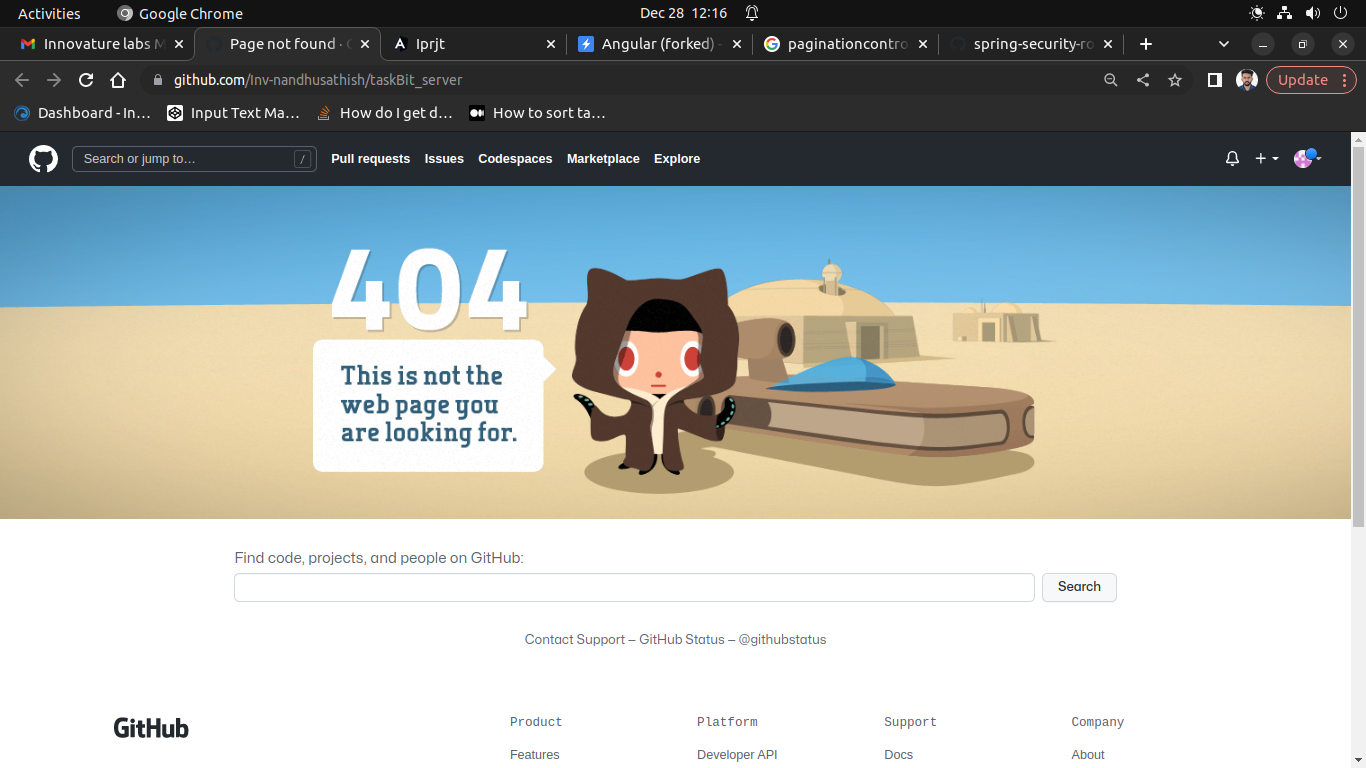 Activities
Google Chrome
Dec 28 12:16
Innovature labs M
Page not found ·
Iprjt
Angular (forked) -
paginationcontro
spring-security-ro
github.com/Inv-nandhusathish/taskBit_server
Update
Dashboard - In...
Input Text Ma...
How do I get d...
How to sort ta...
Search or jump to...
/
Pull requests
Issues
Codespaces
Marketplace
Explore
404
This is not the
web page you
are looking for.
Find code, projects, and people on GitHub:
Search
Contact Support — GitHub Status — @githubstatus
GitHub
Product
Platform
Support
Company
Features
Developer API
Docs
About